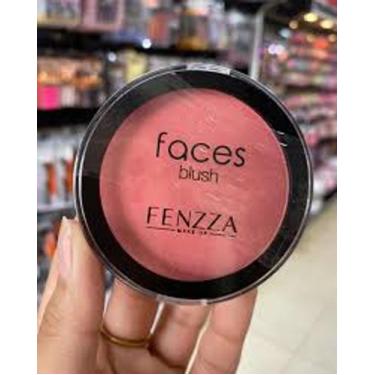 faces
blush
FENZZA
MAKE UP